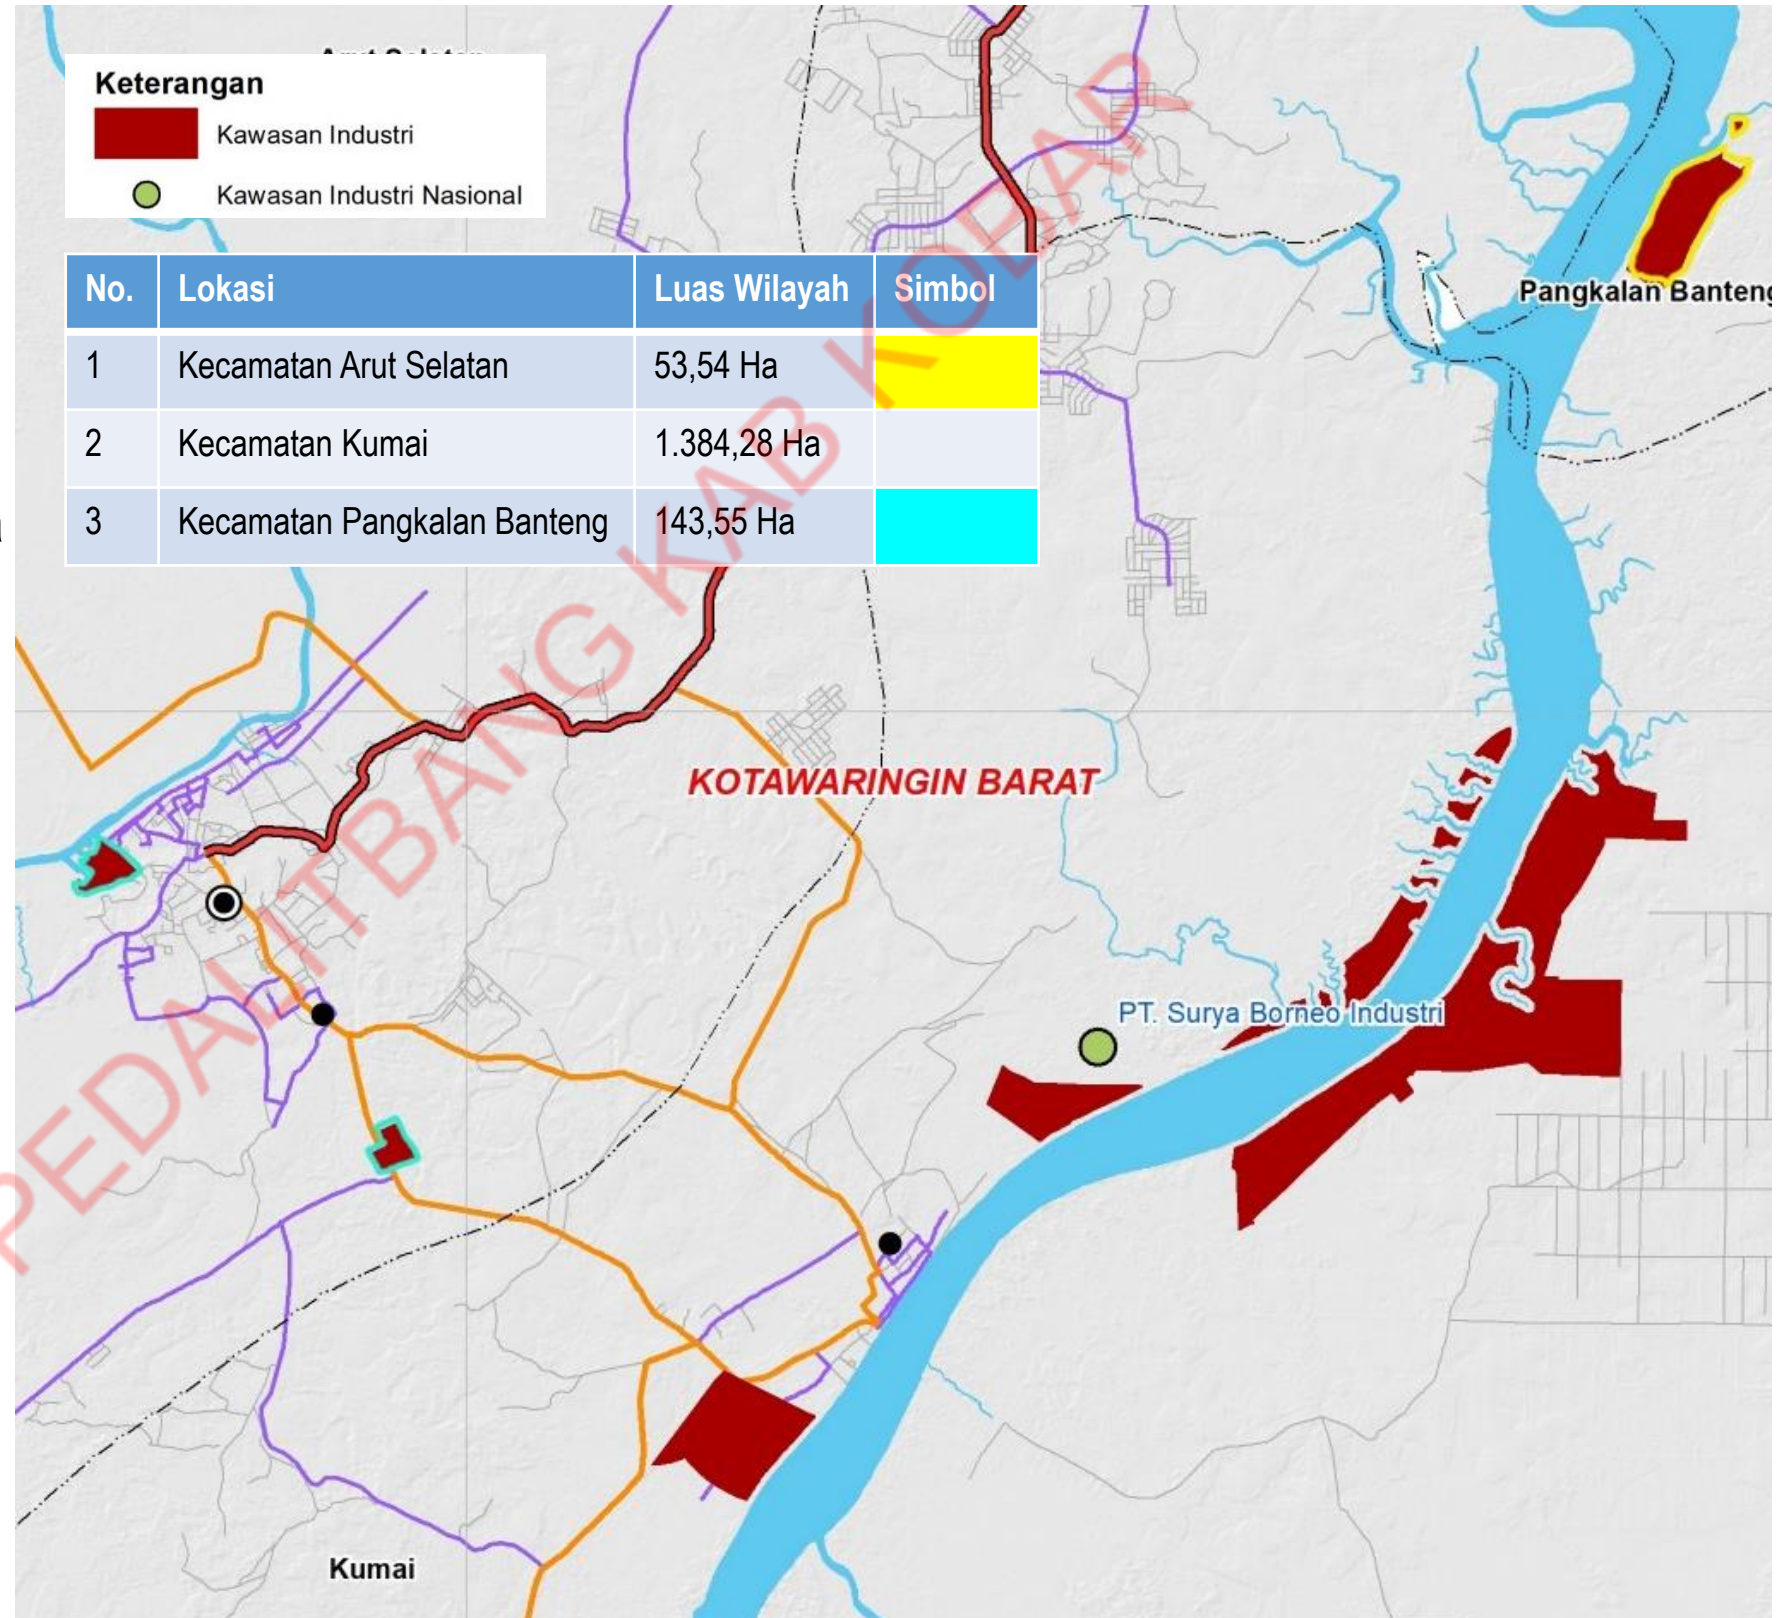 Arut Selatan
Keterangan
Kawasan Industri
Kawasan Industri Nasional
No. Lokasi Luas Wilayah Simbol
1 Kecamatan Arut Selatan 53,54 Ha
2 Kecamatan Kumai 1.384,28 Ha
3 Kecamatan Pangkalan Banteng 143,55 Ha
Pangkalan Banteng
KOTAWARINGIN BARAT
PT. Surya Borneo Industri
Kumai
PEDALITBANG KAB KOBAR